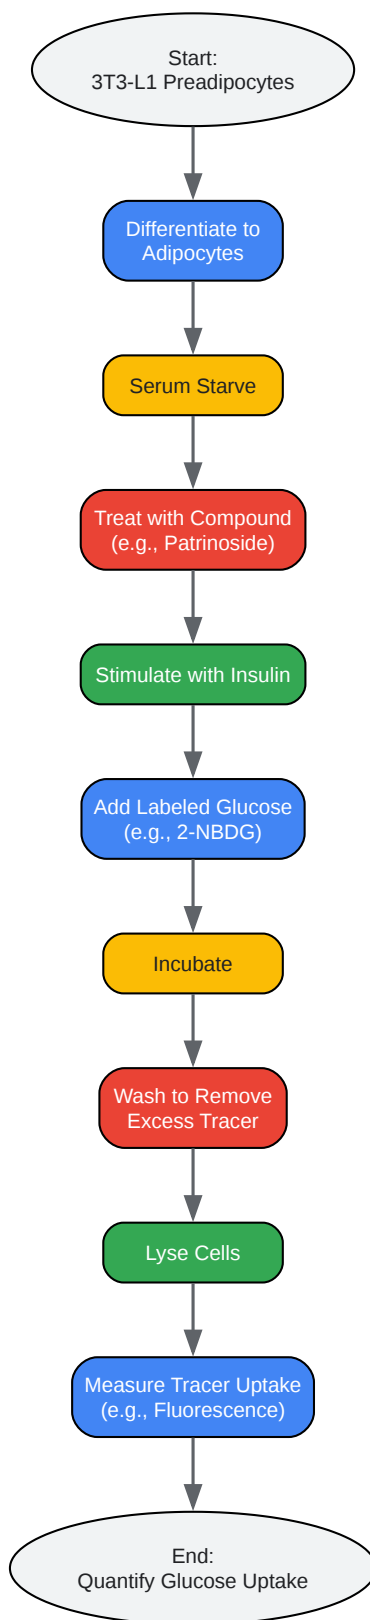 Start:
3T3-L1 Preadipocytes
Differentiate to
Adipocytes
Serum Starve
Treat with Compound
(e.g., Patrinoside)
Stimulate with Insulin
Add Labeled Glucose
(e.g., 2-NBDG)
Incubate
Wash to Remove
Excess Tracer
Lyse Cells
Measure Tracer Uptake
(e.g., Fluorescence)
End:
Quantify Glucose Uptake